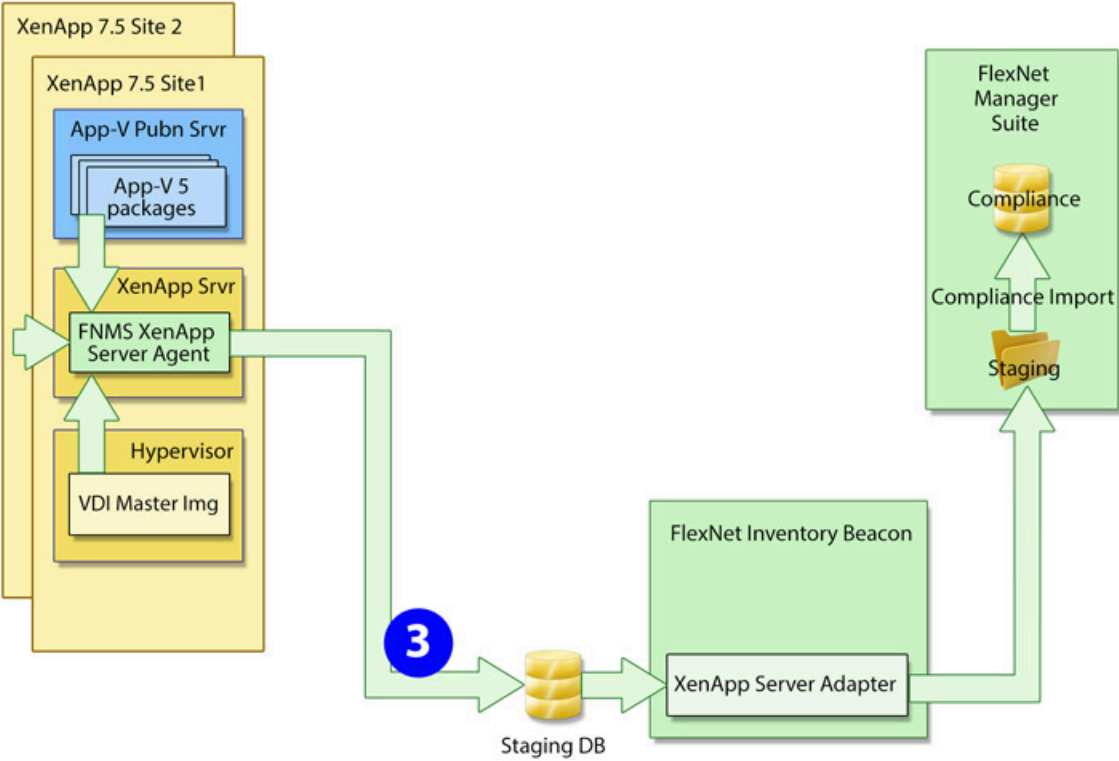 XenApp 7.5 Site 2
XenApp 7.5 Site1
App-V Pubn Srvr
App-V 5
packages
XenApp Srvr
FNMS XenApp
Server Agent
Hypervisor
VDI Master Img
3
Staging DB
FlexNet Inventory Beacon
XenApp Server Adapter
FlexNet
Manager
Suite
Compliance
Compliance Import
Staging